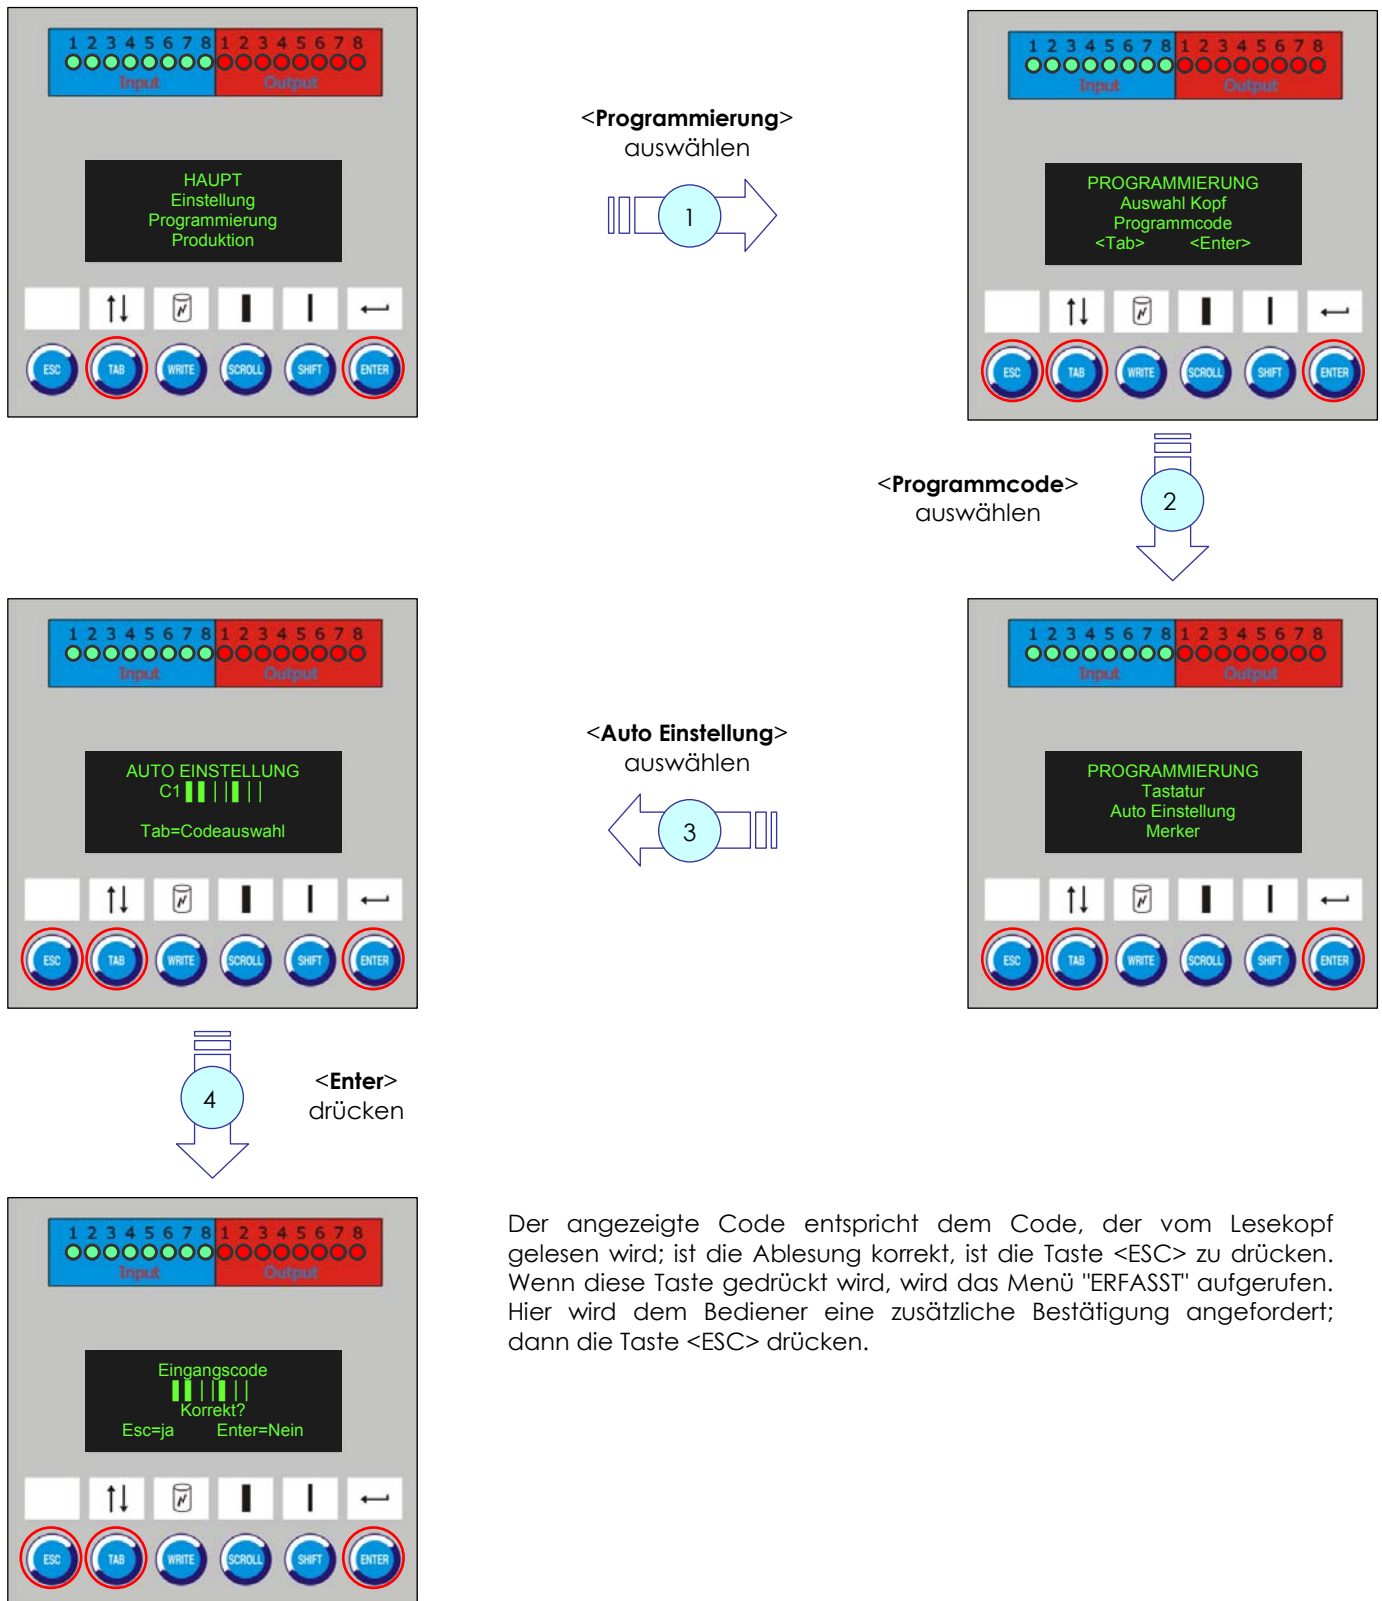 1 2 3 4 5 6 7 8 1 2 3 4 5 6 7 8
Input Output
HAUPT
Einstellung
Programmierung
Produktion
ESC TAB WRITE SCROLL SHIFT ENTER
<Programmierung>
auswählen
1
1 2 3 4 5 6 7 8 1 2 3 4 5 6 7 8
Input Output
PROGRAMMIERUNG
Auswahl Kopf
Programmcode
<Tab> <Enter>
ESC TAB WRITE SCROLL SHIFT ENTER
<Programmcode>
auswählen
2
1 2 3 4 5 6 7 8 1 2 3 4 5 6 7 8
Input Output
PROGRAMMIERUNG
Tastatur
Auto Einstellung
Merker
ESC TAB WRITE SCROLL SHIFT ENTER
<Auto Einstellung>
auswählen
3
1 2 3 4 5 6 7 8 1 2 3 4 5 6 7 8
Input Output
AUTO EINSTELLUNG
C1
Tab=Codeauswahl
ESC TAB WRITE SCROLL SHIFT ENTER
4
<Enter>
drücken
1 2 3 4 5 6 7 8 1 2 3 4 5 6 7 8
Input Output
Eingangscode
Korrekt?
Esc=ja Enter=Nein
ESC TAB WRITE SCROLL SHIFT ENTER
Der angezeigte Code entspricht dem Code, der vom Lesekopf
gelesen wird; ist die Ablesung korrekt, ist die Taste <ESC> zu drücken.
Wenn diese Taste gedrückt wird, wird das Menü "ERFASST" aufgerufen.
Hier wird dem Bediener eine zusätzliche Bestätigung angefordert;
dann die Taste <ESC> drücken.